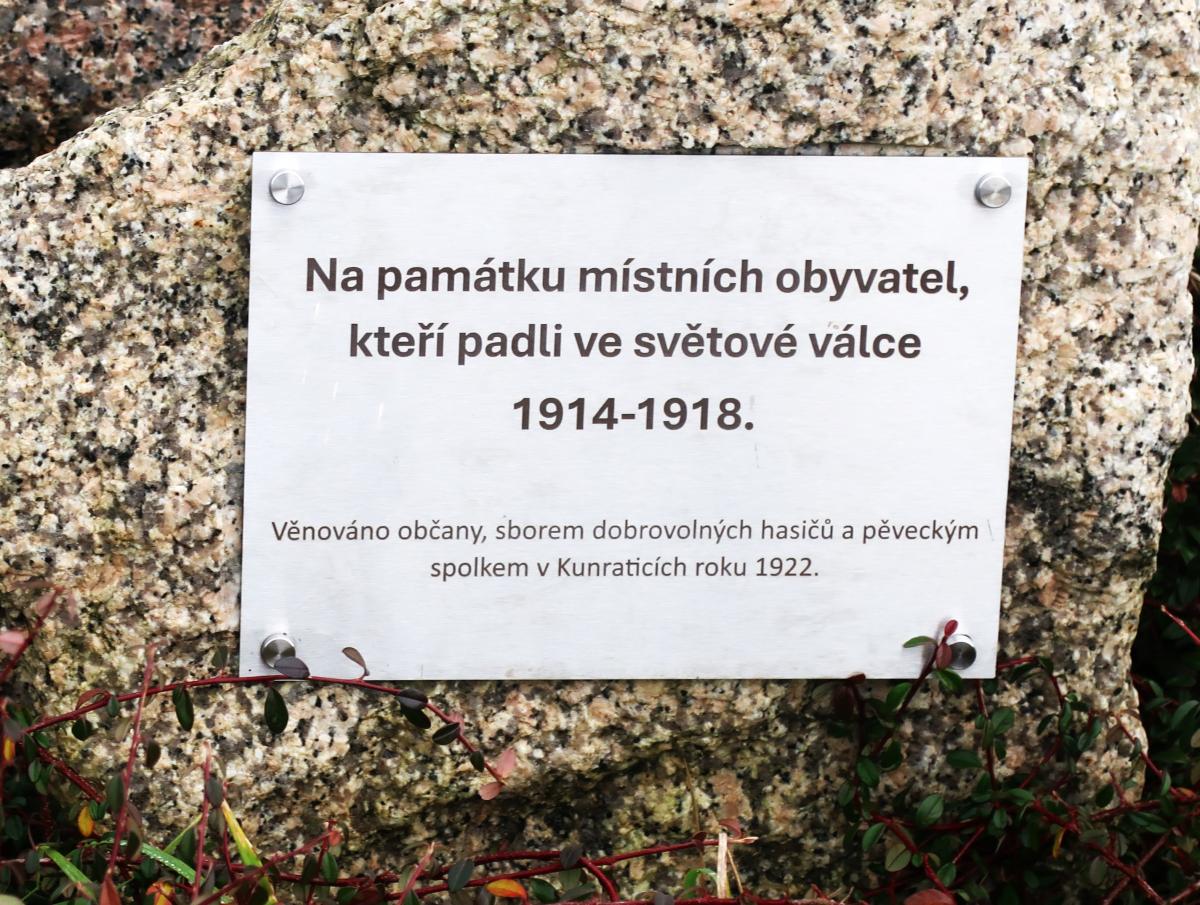 Na památku místních obyvatel,
kteří padli ve světové válce
1914-1918.
Věnováno občany, sborem dobrovolných hasičů a pěveckým
spolkem v Kunraticích roku 1922.